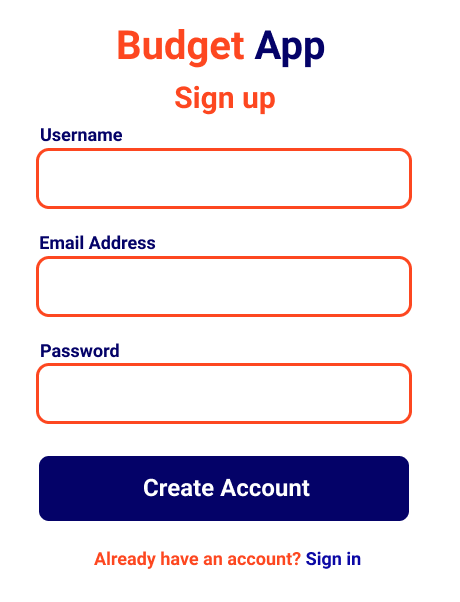 Budget App
Sign up
Username
Email Address
Password
Create Account
Already have an account? Sign in